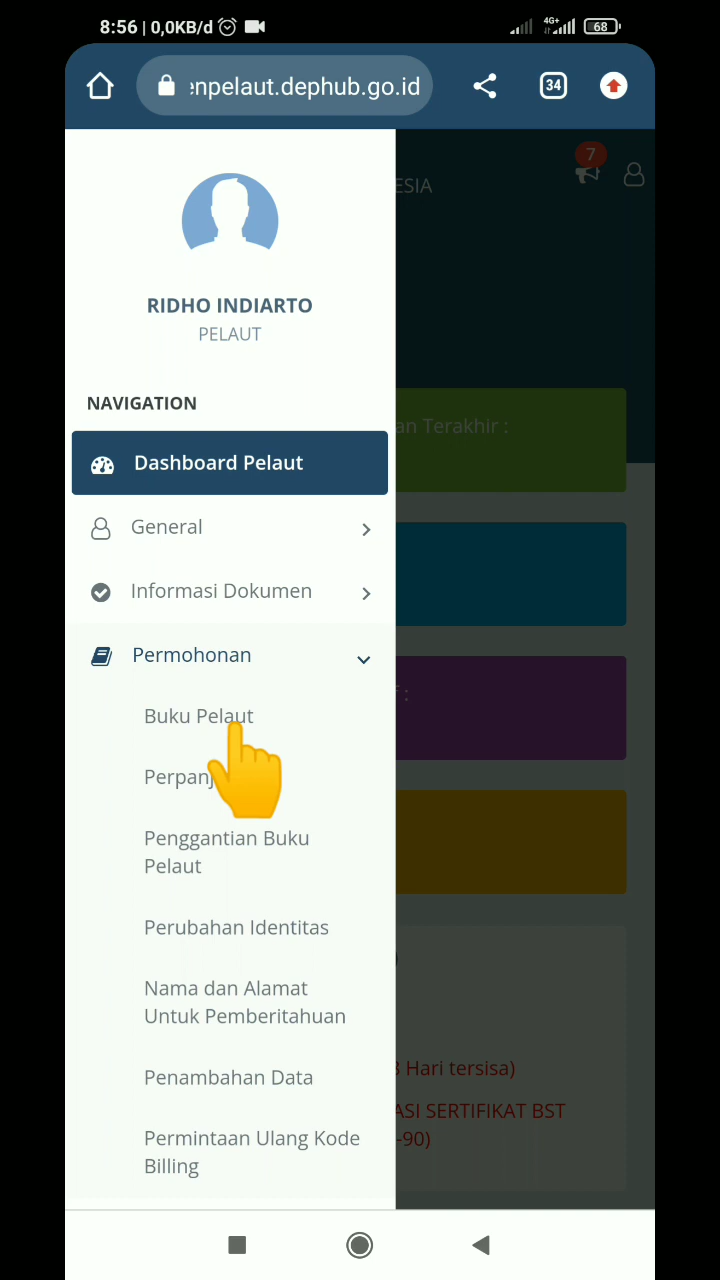 8:56 | 0,0KB/d
4G+
68
enpelaut.dephub.go.id
34
7
ESIA
RIDHO INDIARTO
PELAUT
NAVIGATION
Dashboard Pelaut
an Terakhir :
General
Informasi Dokumen
Permohonan
Buku Pelaut
Perpanj
Penggantian Buku
Pelaut
Perubahan Identitas
Nama dan Alamat
Untuk Pemberitahuan
Penambahan Data
Hari tersisa)
ASI SERTIFIKAT BST
-90)
Permintaan Ulang Kode
Billing